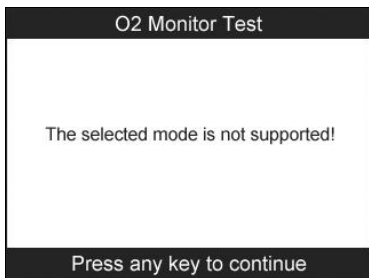 O2 Monitor Test
The selected mode is not supported!
Press any key to continue